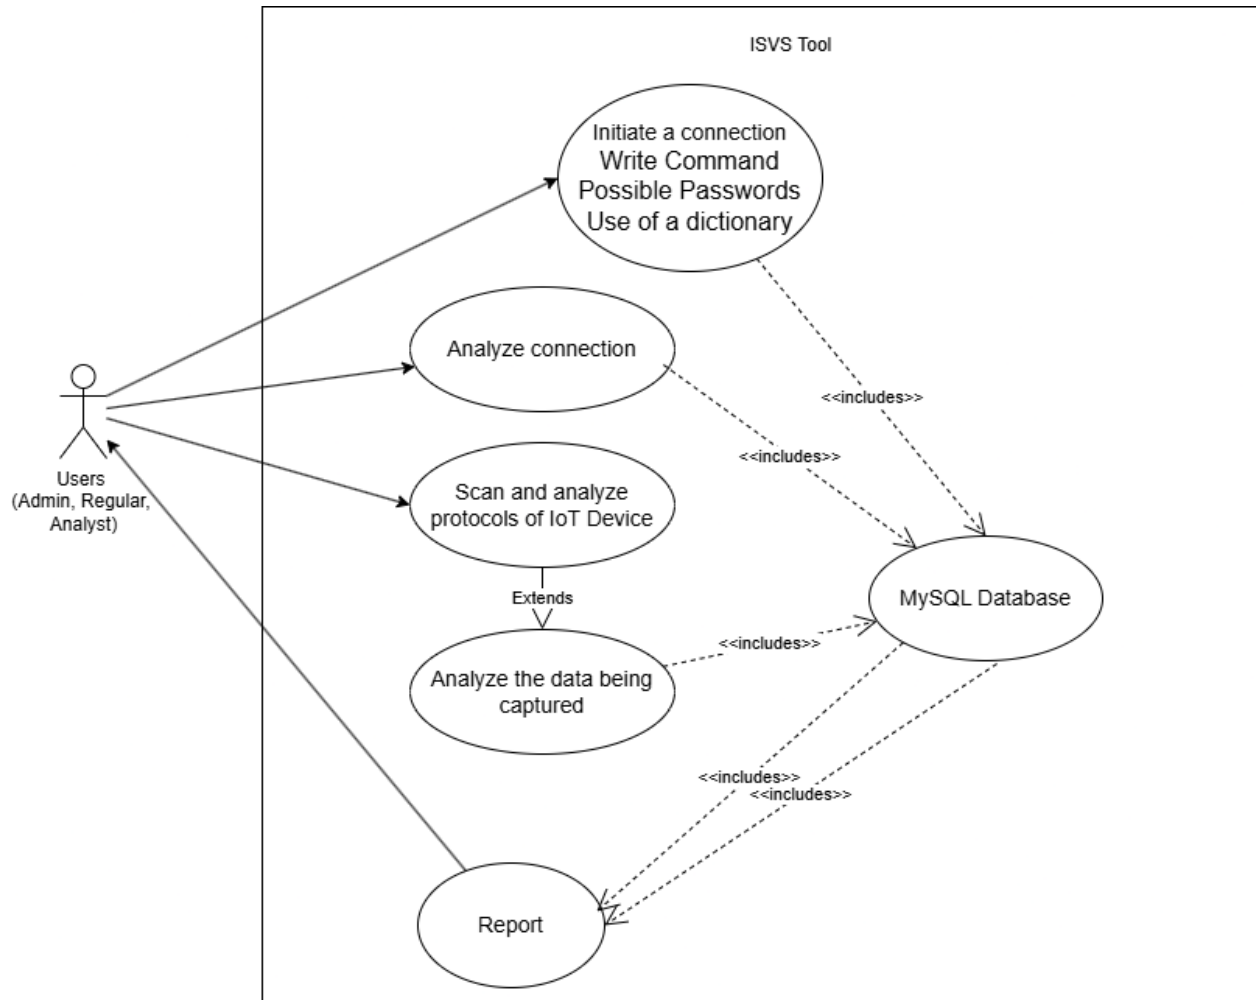 ISVS Tool
Initiate a connection
Write Command
Possible Passwords
Use of a dictionary
Analyze connection
<<includes>>
<<includes>>
Users
(Admin, Regular,
Analyst)
Scan and analyze
protocols of IoT Device
Extends
MySQL Database
<<includes>>
Analyze the data being
captured
<<includes>>
<<includes>>
Report